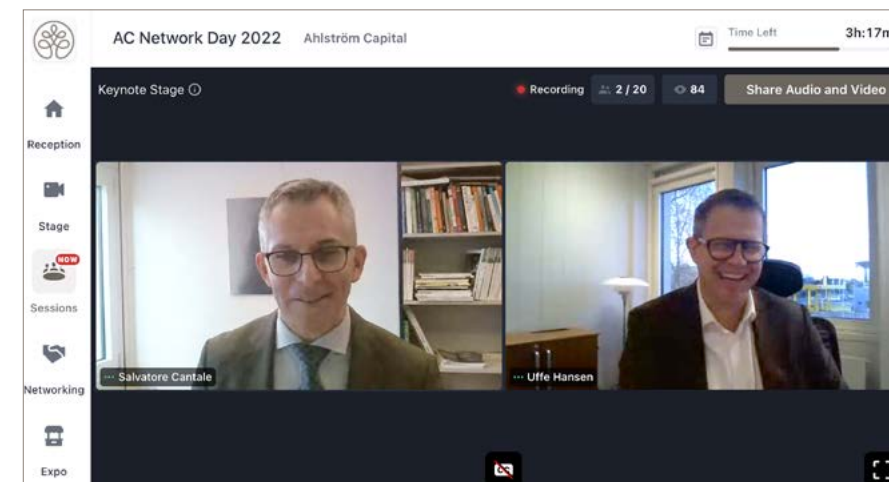 AC Network Day 2022 Ahlström Capital
Time Left 3h:17m
Keynote Stage
Recording 2 / 20 84 Share Audio and Video
Reception
Stage
NOW
Sessions
Networking
Expo
Salvatore Cantale
Uffe Hansen
CC